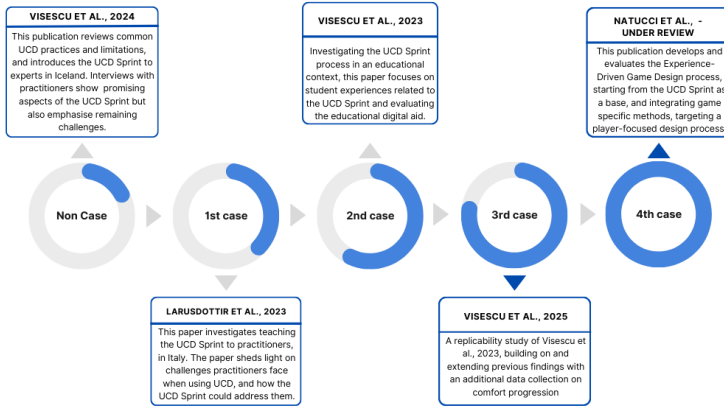 VISESCU ET AL., 2024
This publication reviews common
UCD practices and limitations,
and introduces the UCD Sprint to
experts in Iceland. Interviews with
practitioners show promising
aspects of the UCD Sprint but
also emphasise remaining
challenges.
VISESCU ET AL., 2023
Investigating the UCD Sprint
process in an educational
context, this paper focuses on
student experiences related to
the UCD Sprint and evaluating
the educational digital aid.
NATUCCI ET AL., -
UNDER REVIEW
This publication develops and
evaluates the Experience-
Driven Game Design process,
starting from the UCD Sprint as
a base, and integrating game
specific methods, targeting a
player-focused design process
Non Case
1st case
2nd case
3rd case
4th case
LARUSDOTTIR ET AL., 2023
This paper investigates teaching
the UCD Sprint to practitioners,
in Italy. The paper sheds light on
challenges practitioners face
when using UCD, and how the
UCD Sprint could address them.
VISESCU ET AL., 2025
A replicability study of Visescu et
al., 2023, building on and
extending previous findings with
an additional data collection on
comfort progression